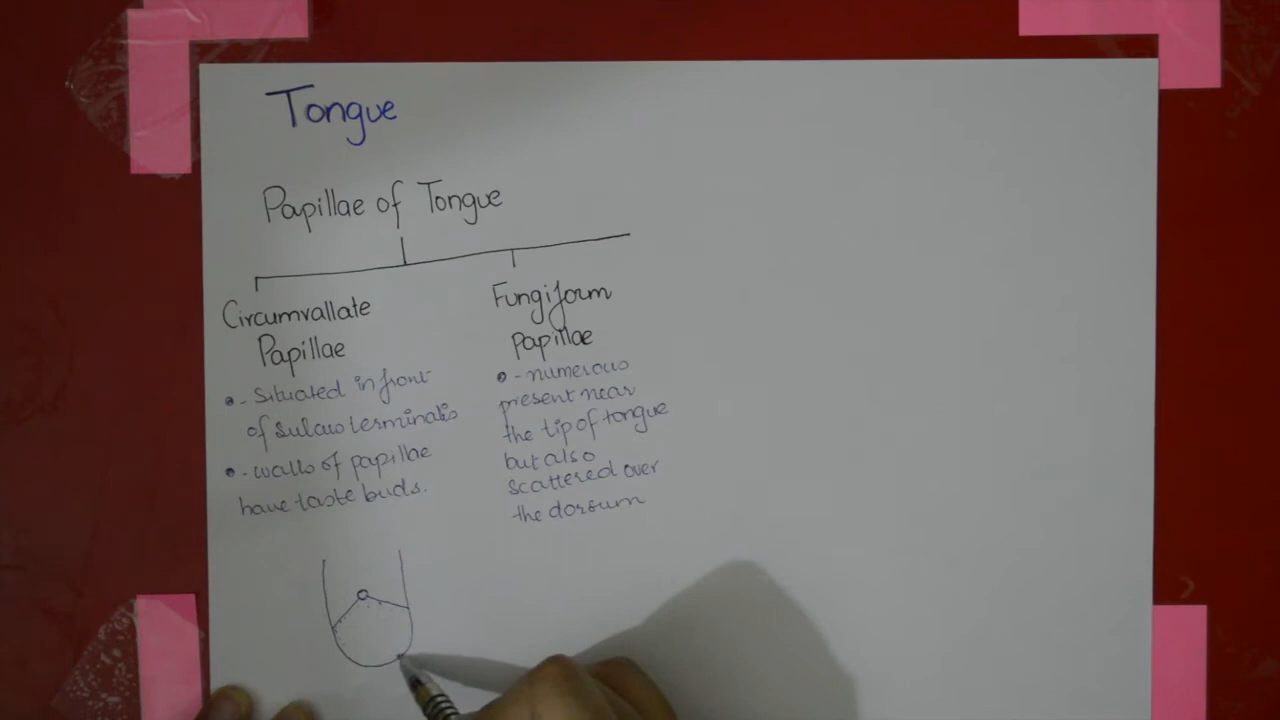 Tongue
Papillae of Tongue
Circumvallate
Papillae
- Situated in front
of sulcus terminalis
- walls of papillae
have taste buds.
Fungiform
Papillae
- numerous
present near
the tip of tongue
but also
scattered over
the dorsum